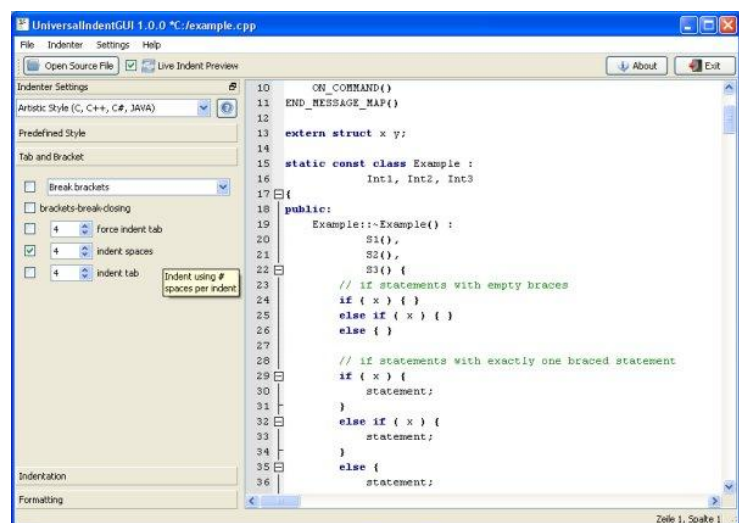 UniversalIndentGUI 1.0.0 *C:/example.cpp
File Indenter Settings Help
Open Source File Live Indent Preview About Exit
Indenter Settings
Artistic Style (C, C++, C#, JAVA)
Predefined Style
Tab and Bracket
Break brackets
brackets-break-closing
4 force indent tab
4 indent spaces
4 indent tab
Indent using #
spaces per indent
Indentation
Formatting
10 ON_COMMAND()
11 END_MESSAGE_MAP()
12
13 extern struct x y;
14
15 static const class Example :
16 Int1, Int2, Int3
17 {
18 public:
19 Example::~Example() :
20 S1(),
21 S2(),
22 S3() {
23 // if statements with empty braces
24 if ( x ) { }
25 else if ( x ) { }
26 else { }
27
28 // if statements with exactly one braced statement
29 if ( x ) {
30 statement;
31 }
32 else if ( x ) {
33 statement;
34 }
35 else {
36 statement;
Zeile 1, Spalte 1